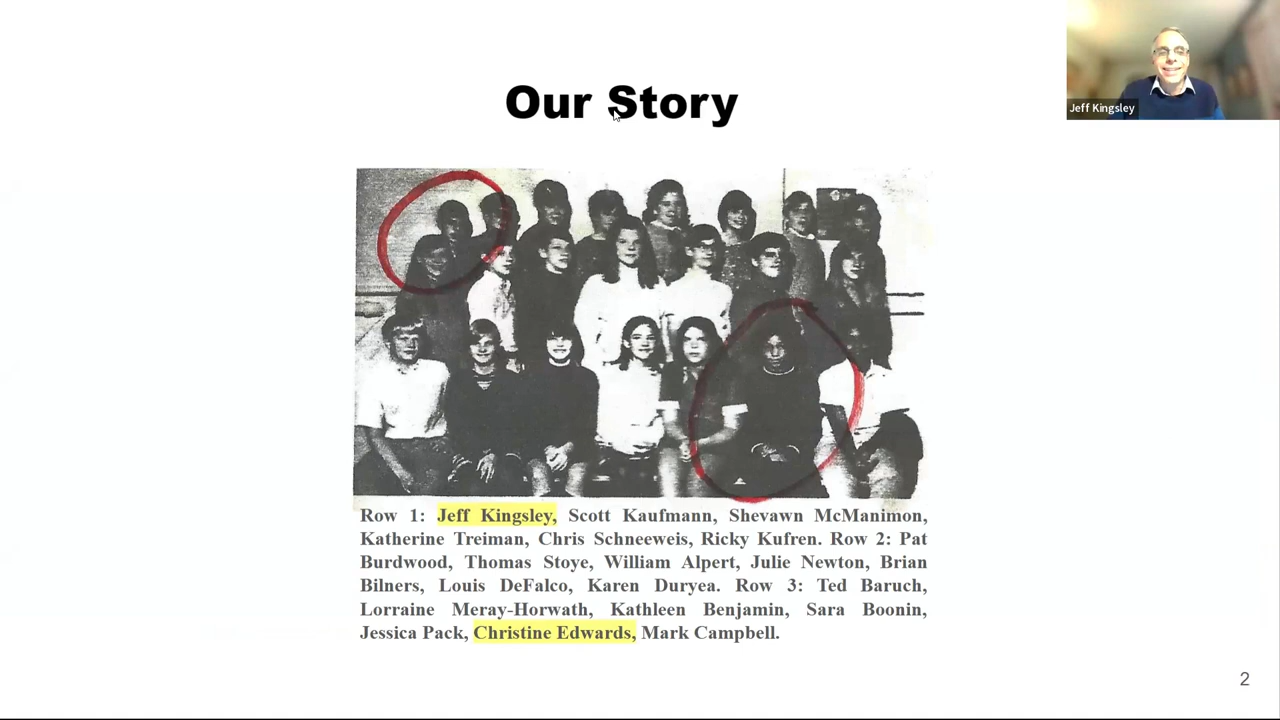 Our Story
Jeff Kingsley
Row 1: Jeff Kingsley, Scott Kaufmann, Shevawn McManimon,
Katherine Treiman, Chris Schneeweis, Ricky Kufren. Row 2: Pat
Burdwood, Thomas Stoye, William Alpert, Julie Newton, Brian
Bilners, Louis DeFalco, Karen Duryea. Row 3: Ted Baruch,
Lorraine Meray-Horwath, Kathleen Benjamin, Sara Boonin,
Jessica Pack, Christine Edwards, Mark Campbell.
2